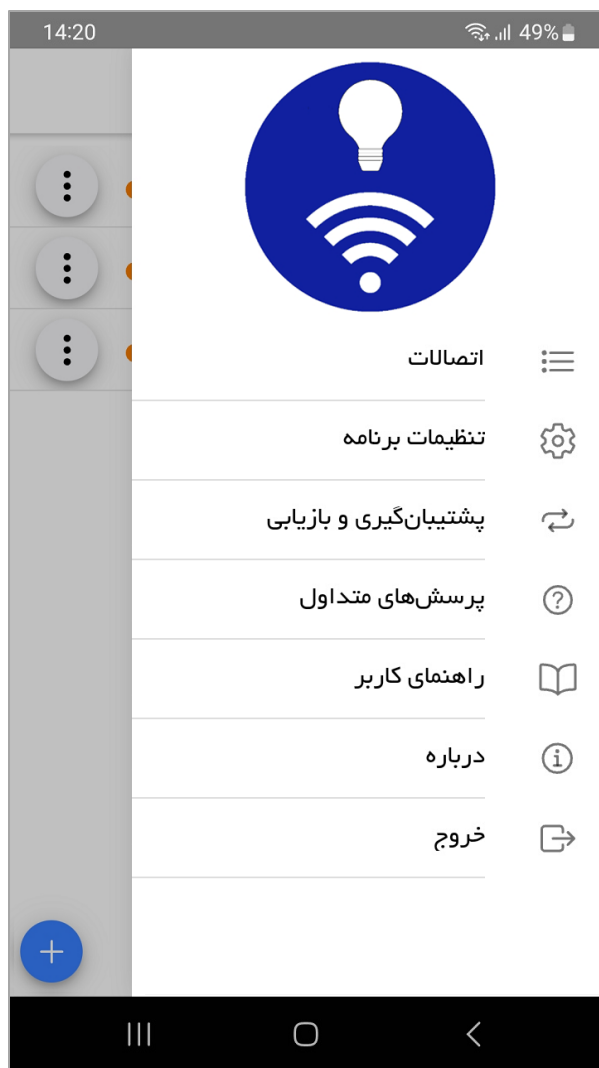 14:20
49%
اتصالات
تنظیمات برنامه
پشتیبان‌گیری و بازیابی
پرسش‌های متداول
راهنمای کاربر
درباره
خروج